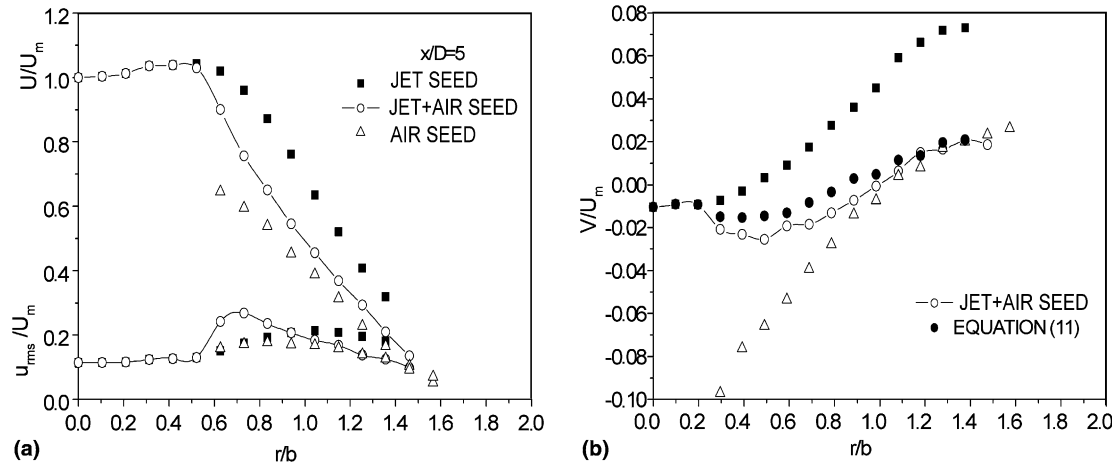 1.2
1.0
0.8
0.6
0.4
0.2
0.0
U/Um
urms/Um
x/D=5
JET SEED
JET+AIR SEED
AIR SEED
0.0 0.2 0.4 0.6 0.8 1.0 1.2 1.4 1.6 1.8 2.0
r/b
(a)
0.08
0.06
0.04
0.02
0.00
-0.02
-0.04
-0.06
-0.08
-0.10
V/Um
JET+AIR SEED
EQUATION (11)
0.0 0.2 0.4 0.6 0.8 1.0 1.2 1.4 1.6 1.8 2.0
r/b
(b)